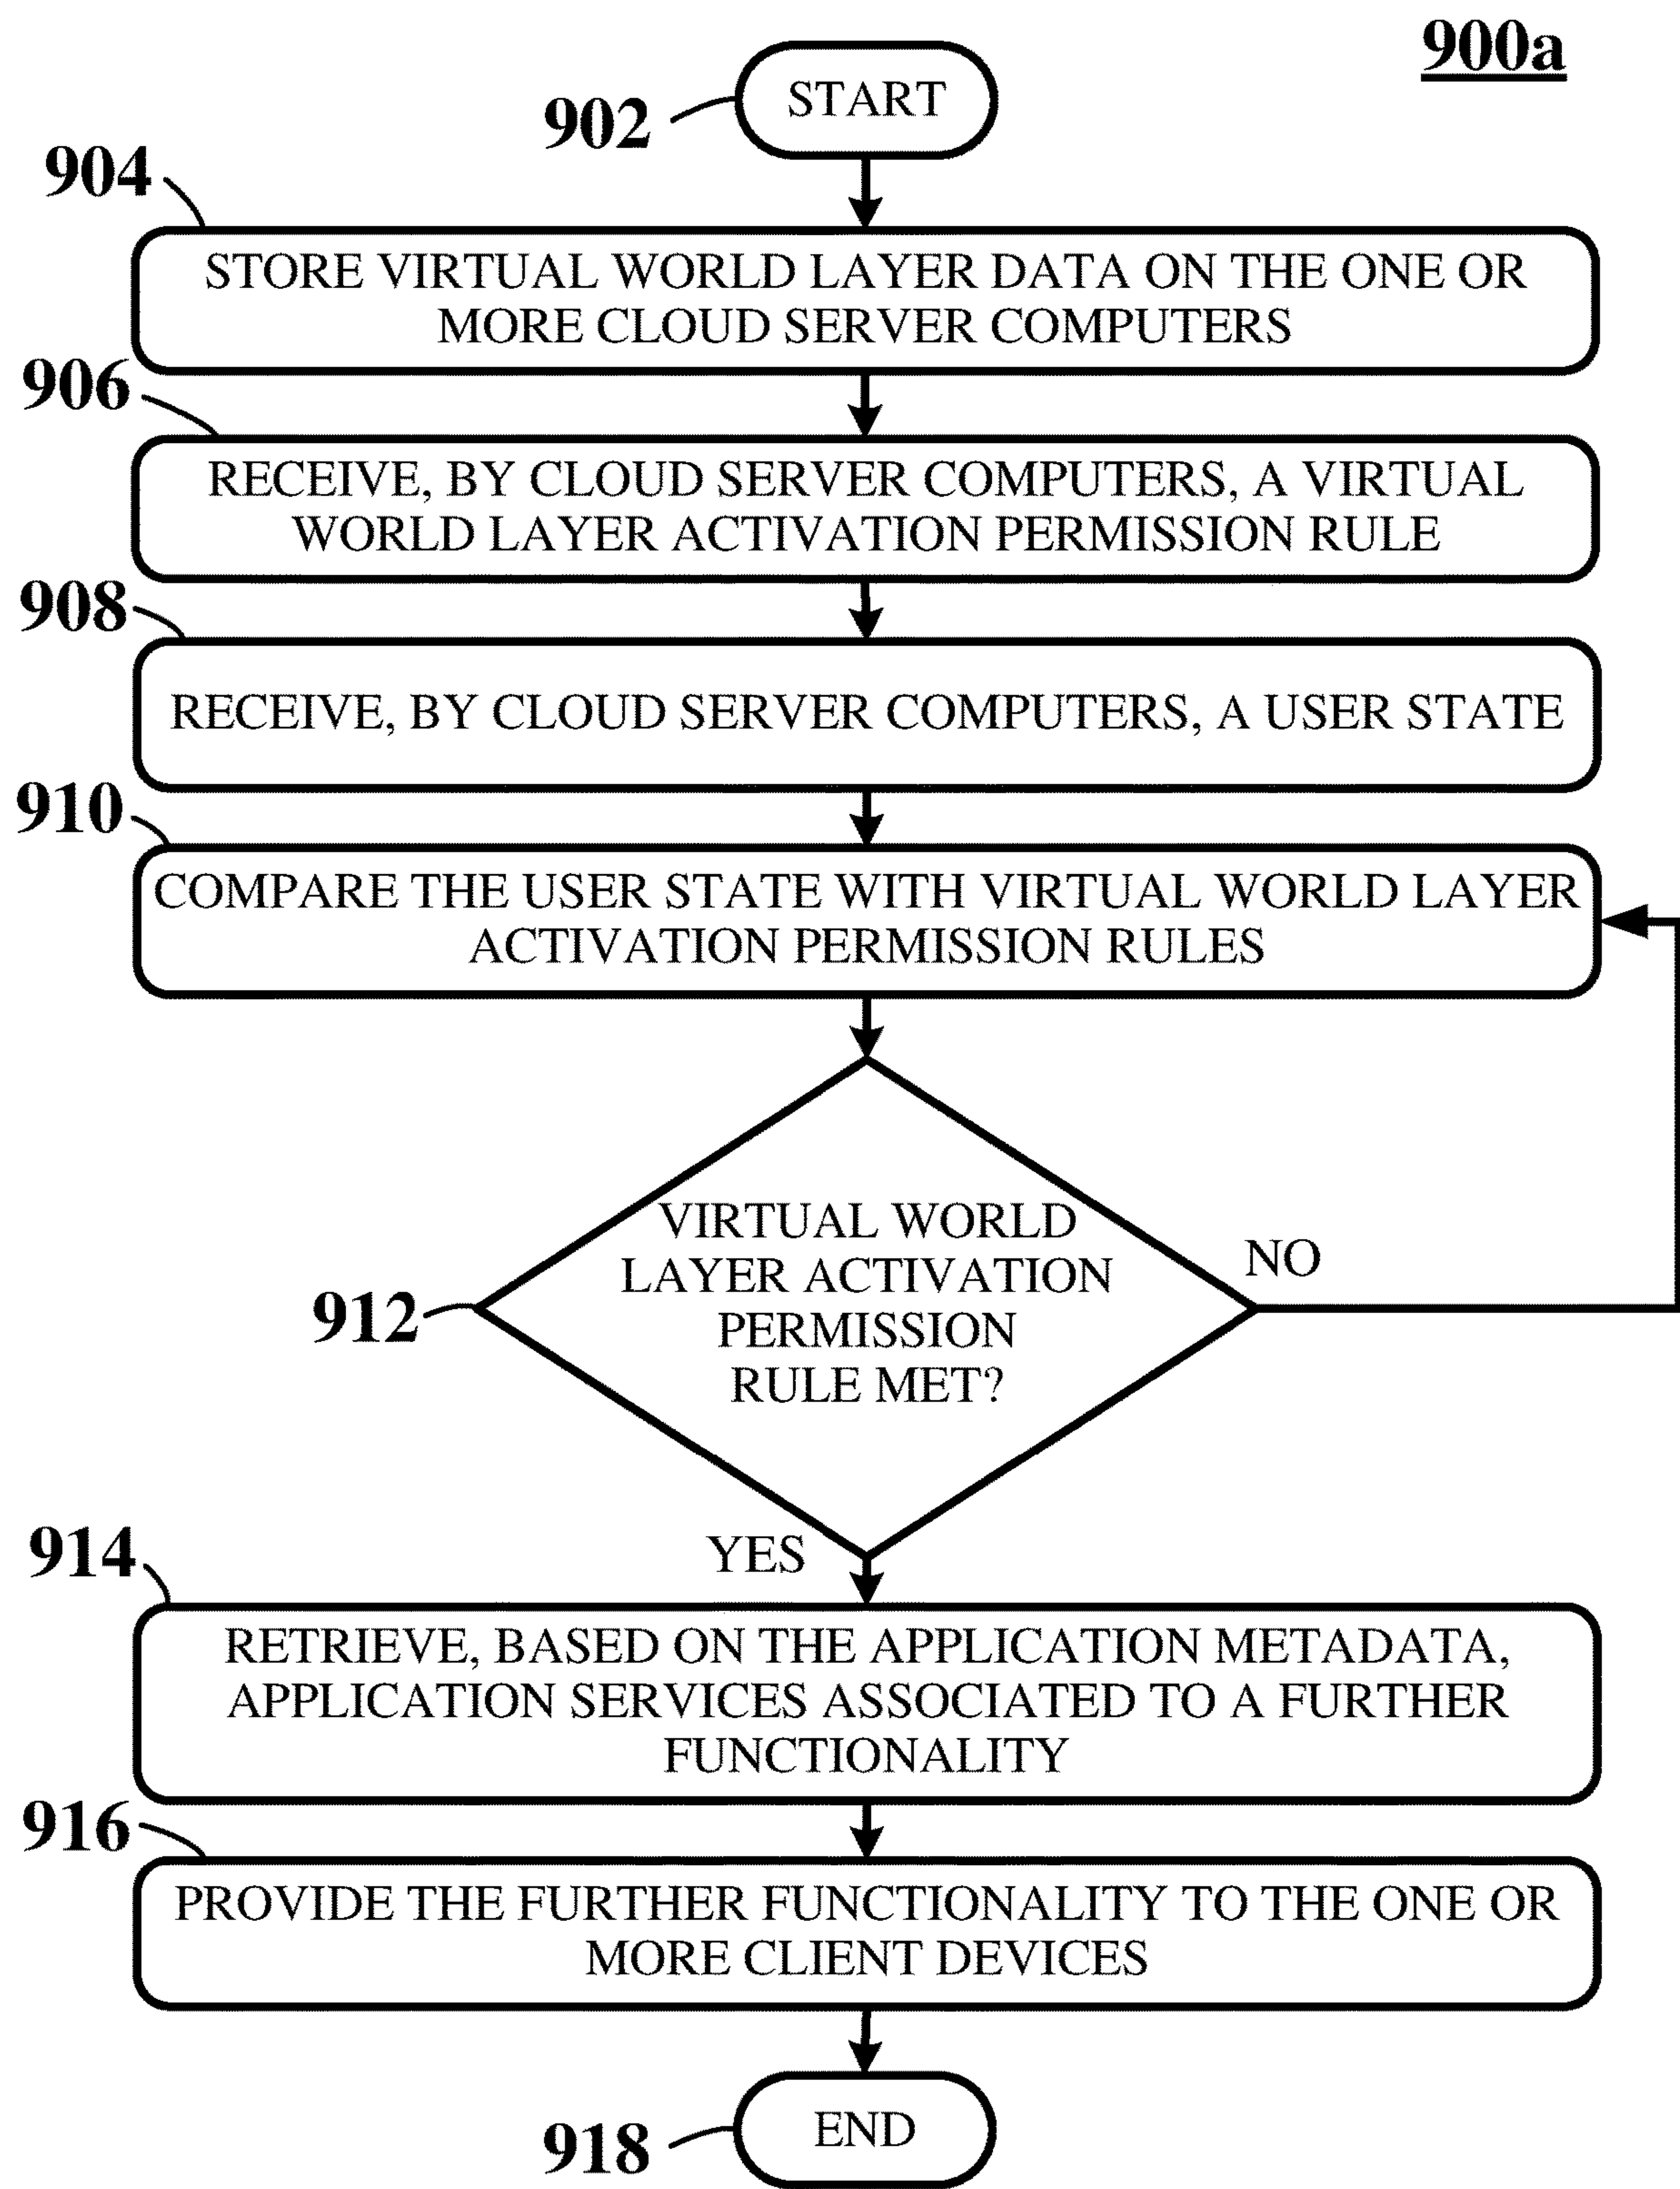 900a
902
START
904
STORE VIRTUAL WORLD LAYER DATA ON THE ONE OR
MORE CLOUD SERVER COMPUTERS
906
RECEIVE, BY CLOUD SERVER COMPUTERS, A VIRTUAL
WORLD LAYER ACTIVATION PERMISSION RULE
908
RECEIVE, BY CLOUD SERVER COMPUTERS, A USER STATE
910
COMPARE THE USER STATE WITH VIRTUAL WORLD LAYER
ACTIVATION PERMISSION RULES
912
VIRTUAL WORLD
LAYER ACTIVATION
PERMISSION
RULE MET?
NO
YES
914
RETRIEVE, BASED ON THE APPLICATION METADATA,
APPLICATION SERVICES ASSOCIATED TO A FURTHER
FUNCTIONALITY
916
PROVIDE THE FURTHER FUNCTIONALITY TO THE ONE OR
MORE CLIENT DEVICES
918
END